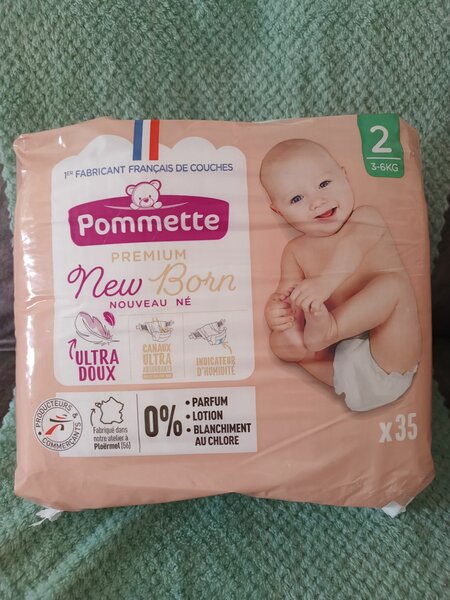 1ER FABRICANT FRANÇAIS DE COUCHES
2
3-6KG
Pommette
PREMIUM
New Born
NOUVEAU NÉ
ULTRA
DOUX
CANAUX
ULTRA
ABSORBANTS
INDICATEUR
D'HUMIDITÉ
PRODUCTEURS &
COMMERÇANTS
Fabriqué dans
notre atelier à
Ploërmel (56)
0%
• PARFUM
• LOTION
• BLANCHIMENT
AU CHLORE
x35